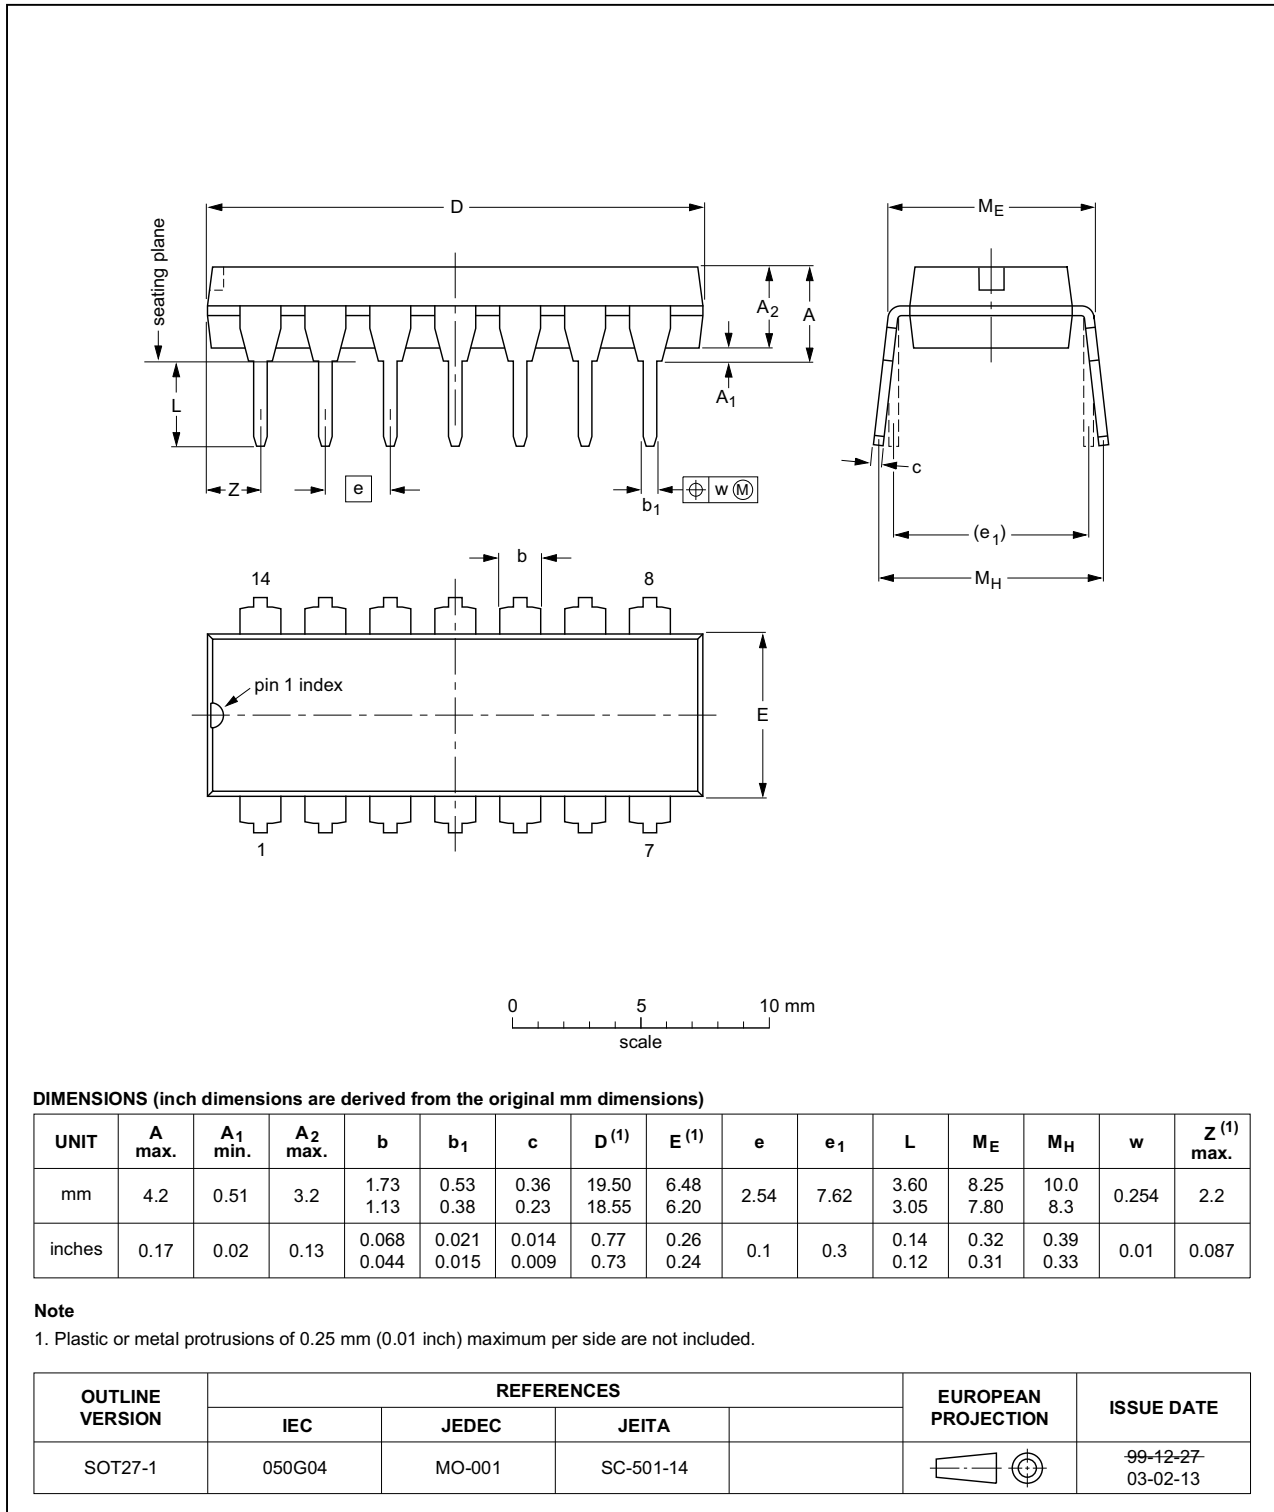 D
ME
seating plane
A2
A
L
A1
c
Z
e
b1
w M
(e1)
MH
b
14
8
pin 1 index
E
1
7
0
5
10 mm
scale
DIMENSIONS (inch dimensions are derived from the original mm dimensions)
UNIT A max. A1 min. A2 max. b b1 c D(1) E(1) e e1 L ME MH w Z(1) max.
mm 4.2 0.51 3.2 1.73 1.13 0.53 0.38 0.36 0.23 19.50 18.55 6.48 6.20 2.54 7.62 3.60 3.05 8.25 7.80 10.0 8.3 0.254 2.2
inches 0.17 0.02 0.13 0.068 0.044 0.021 0.015 0.014 0.009 0.77 0.73 0.26 0.24 0.1 0.3 0.14 0.12 0.32 0.31 0.39 0.33 0.01 0.087
Note
1. Plastic or metal protrusions of 0.25 mm (0.01 inch) maximum per side are not included.
OUTLINE VERSION REFERENCES EUROPEAN PROJECTION ISSUE DATE
IEC JEDEC JEITA
SOT27-1 050G04 MO-001 SC-501-14 99-12-27
03-02-13